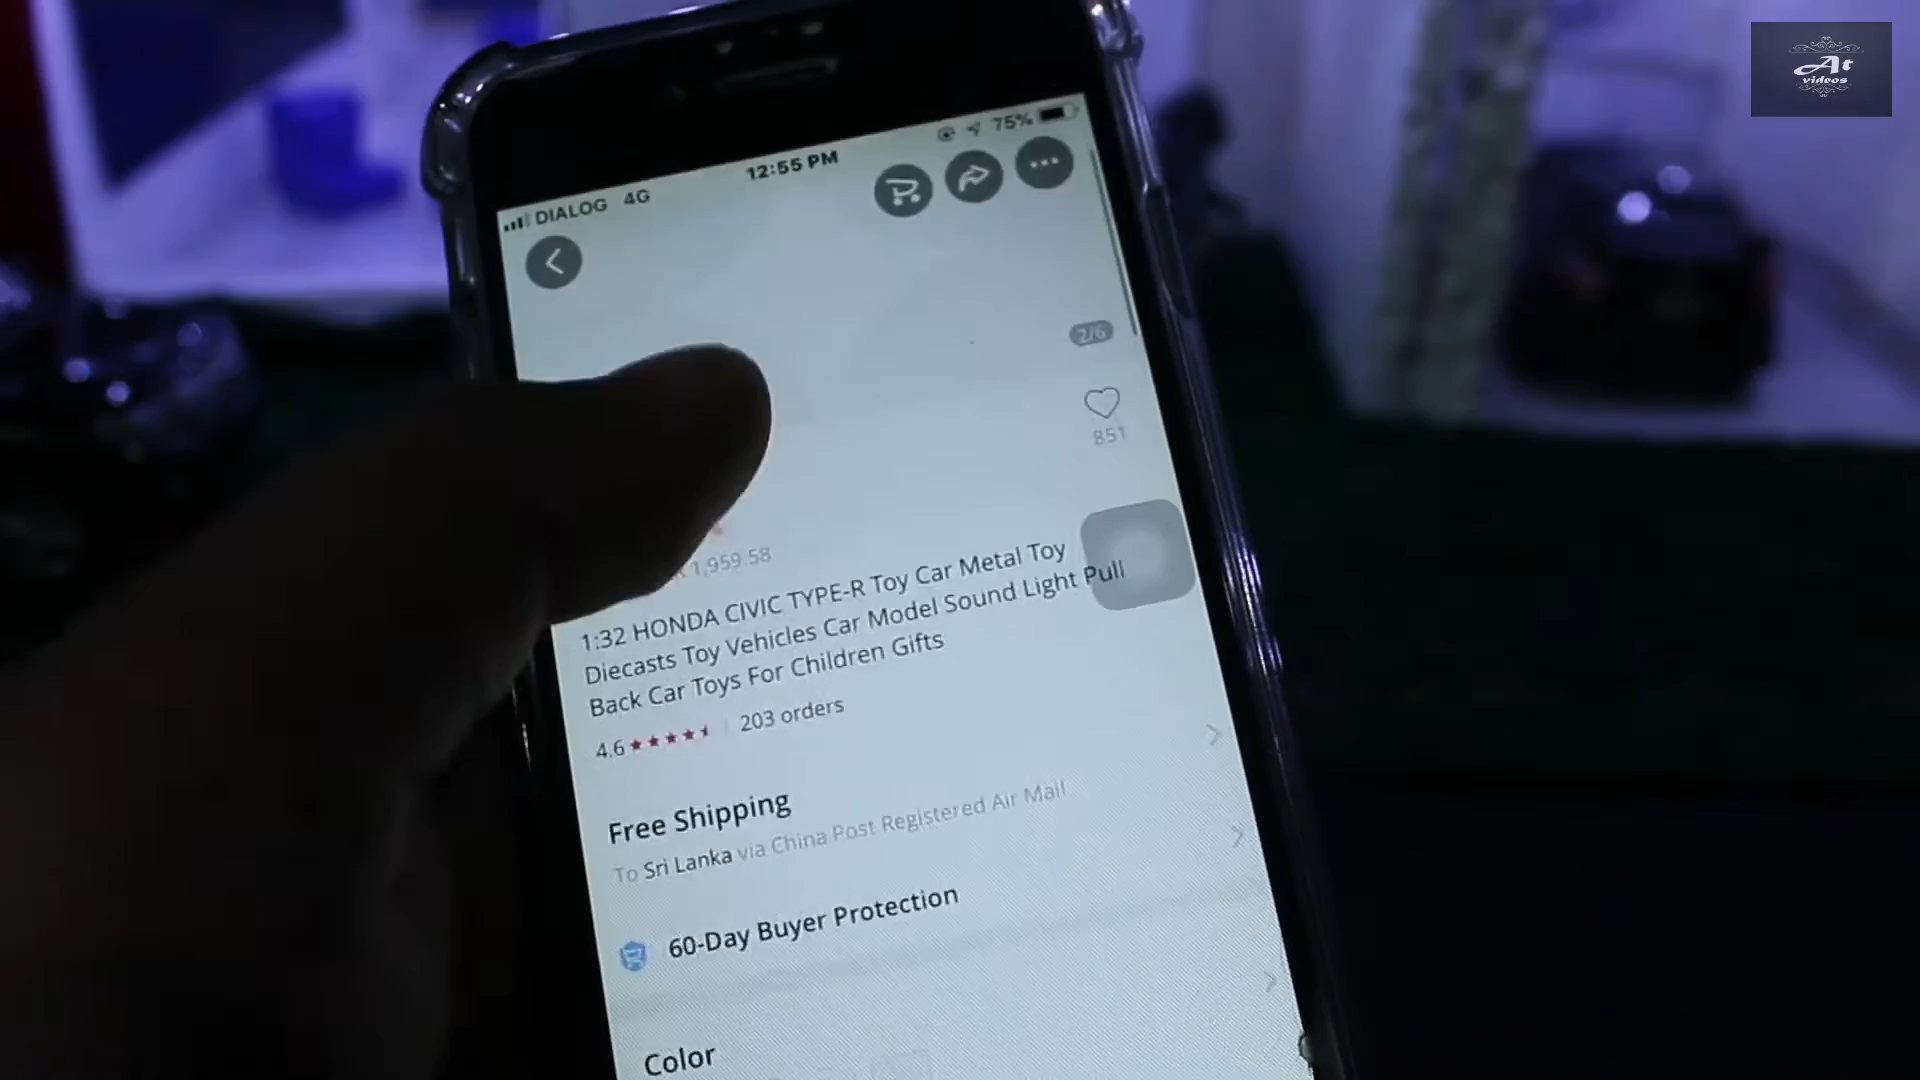 At
videos
DIALOG 4G
12:55 PM
75%
2/6
851
1,959.58
1:32 HONDA CIVIC TYPE-R Toy Car Metal Toy
Diecasts Toy Vehicles Car Model Sound Light Pull
Back Car Toys For Children Gifts
4.6
203 orders
Free Shipping
To Sri Lanka via China Post Registered Air Mail
60-Day Buyer Protection
Color